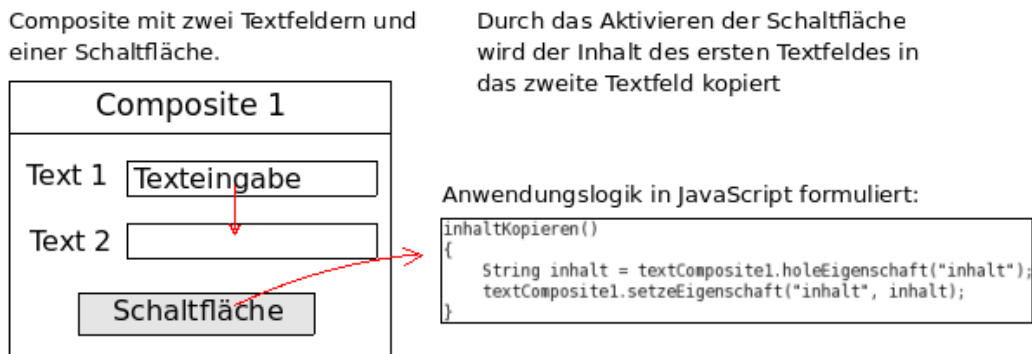 Composite mit zwei Textfeldern und
einer Schaltfläche.
Durch das Aktivieren der Schaltfläche
wird der Inhalt des ersten Textfeldes in
das zweite Textfeld kopiert
Composite 1
Text 1
Texteingabe
Text 2
Schaltfläche
Anwendungslogik in JavaScript formuliert:
inhaltKopieren()
{
    String inhalt = textComposite1.holeEigenschaft("inhalt");
    textComposite1.setzeEigenschaft("inhalt", inhalt);
}